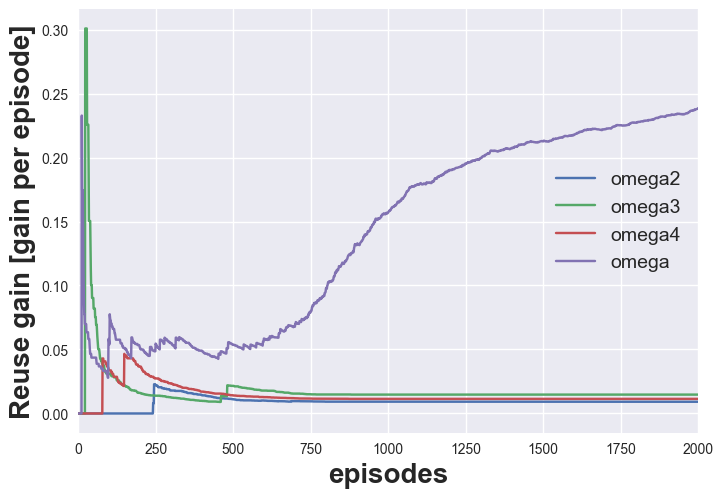 Reuse gain [gain per episode]
0.30
0.25
0.20
0.15
0.10
0.05
0.00
omega2
omega3
omega4
omega
0 250 500 750 1000 1250 1500 1750 2000
episodes